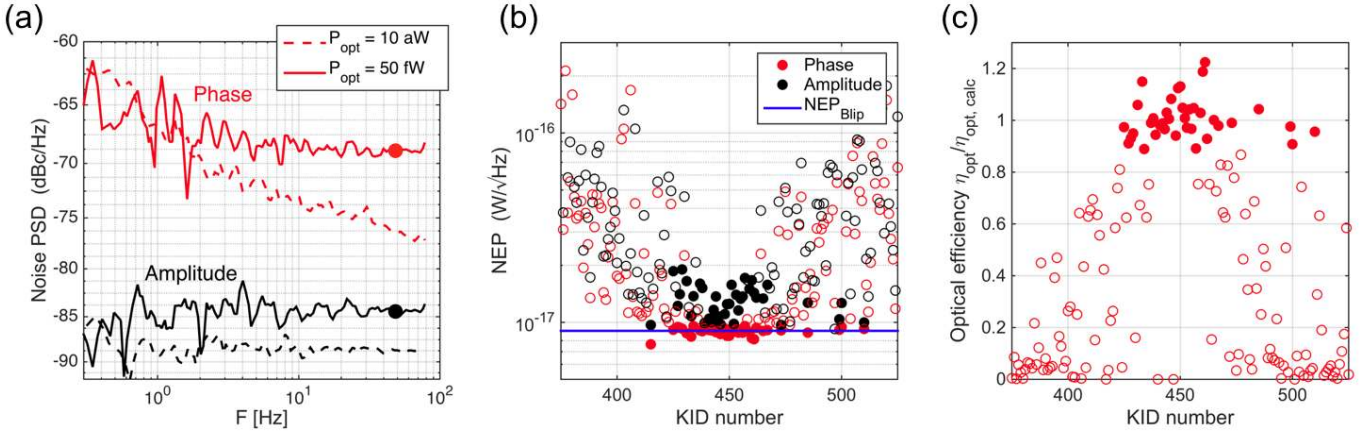 (a)
-60
-65
-70
-75
-80
-85
-90
Noise PSD (dBc/Hz)
P_opt = 10 aW
P_opt = 50 fW
Phase
Amplitude
10^0
10^1
10^2
F [Hz]
(b)
10^-16
10^-17
NEP (W/√Hz)
Phase
Amplitude
NEP_Blip
400
450
500
KID number
(c)
1.2
1
0.8
0.6
0.4
0.2
0
Optical efficiency η_opt/η_opt, calc
400
450
500
KID number